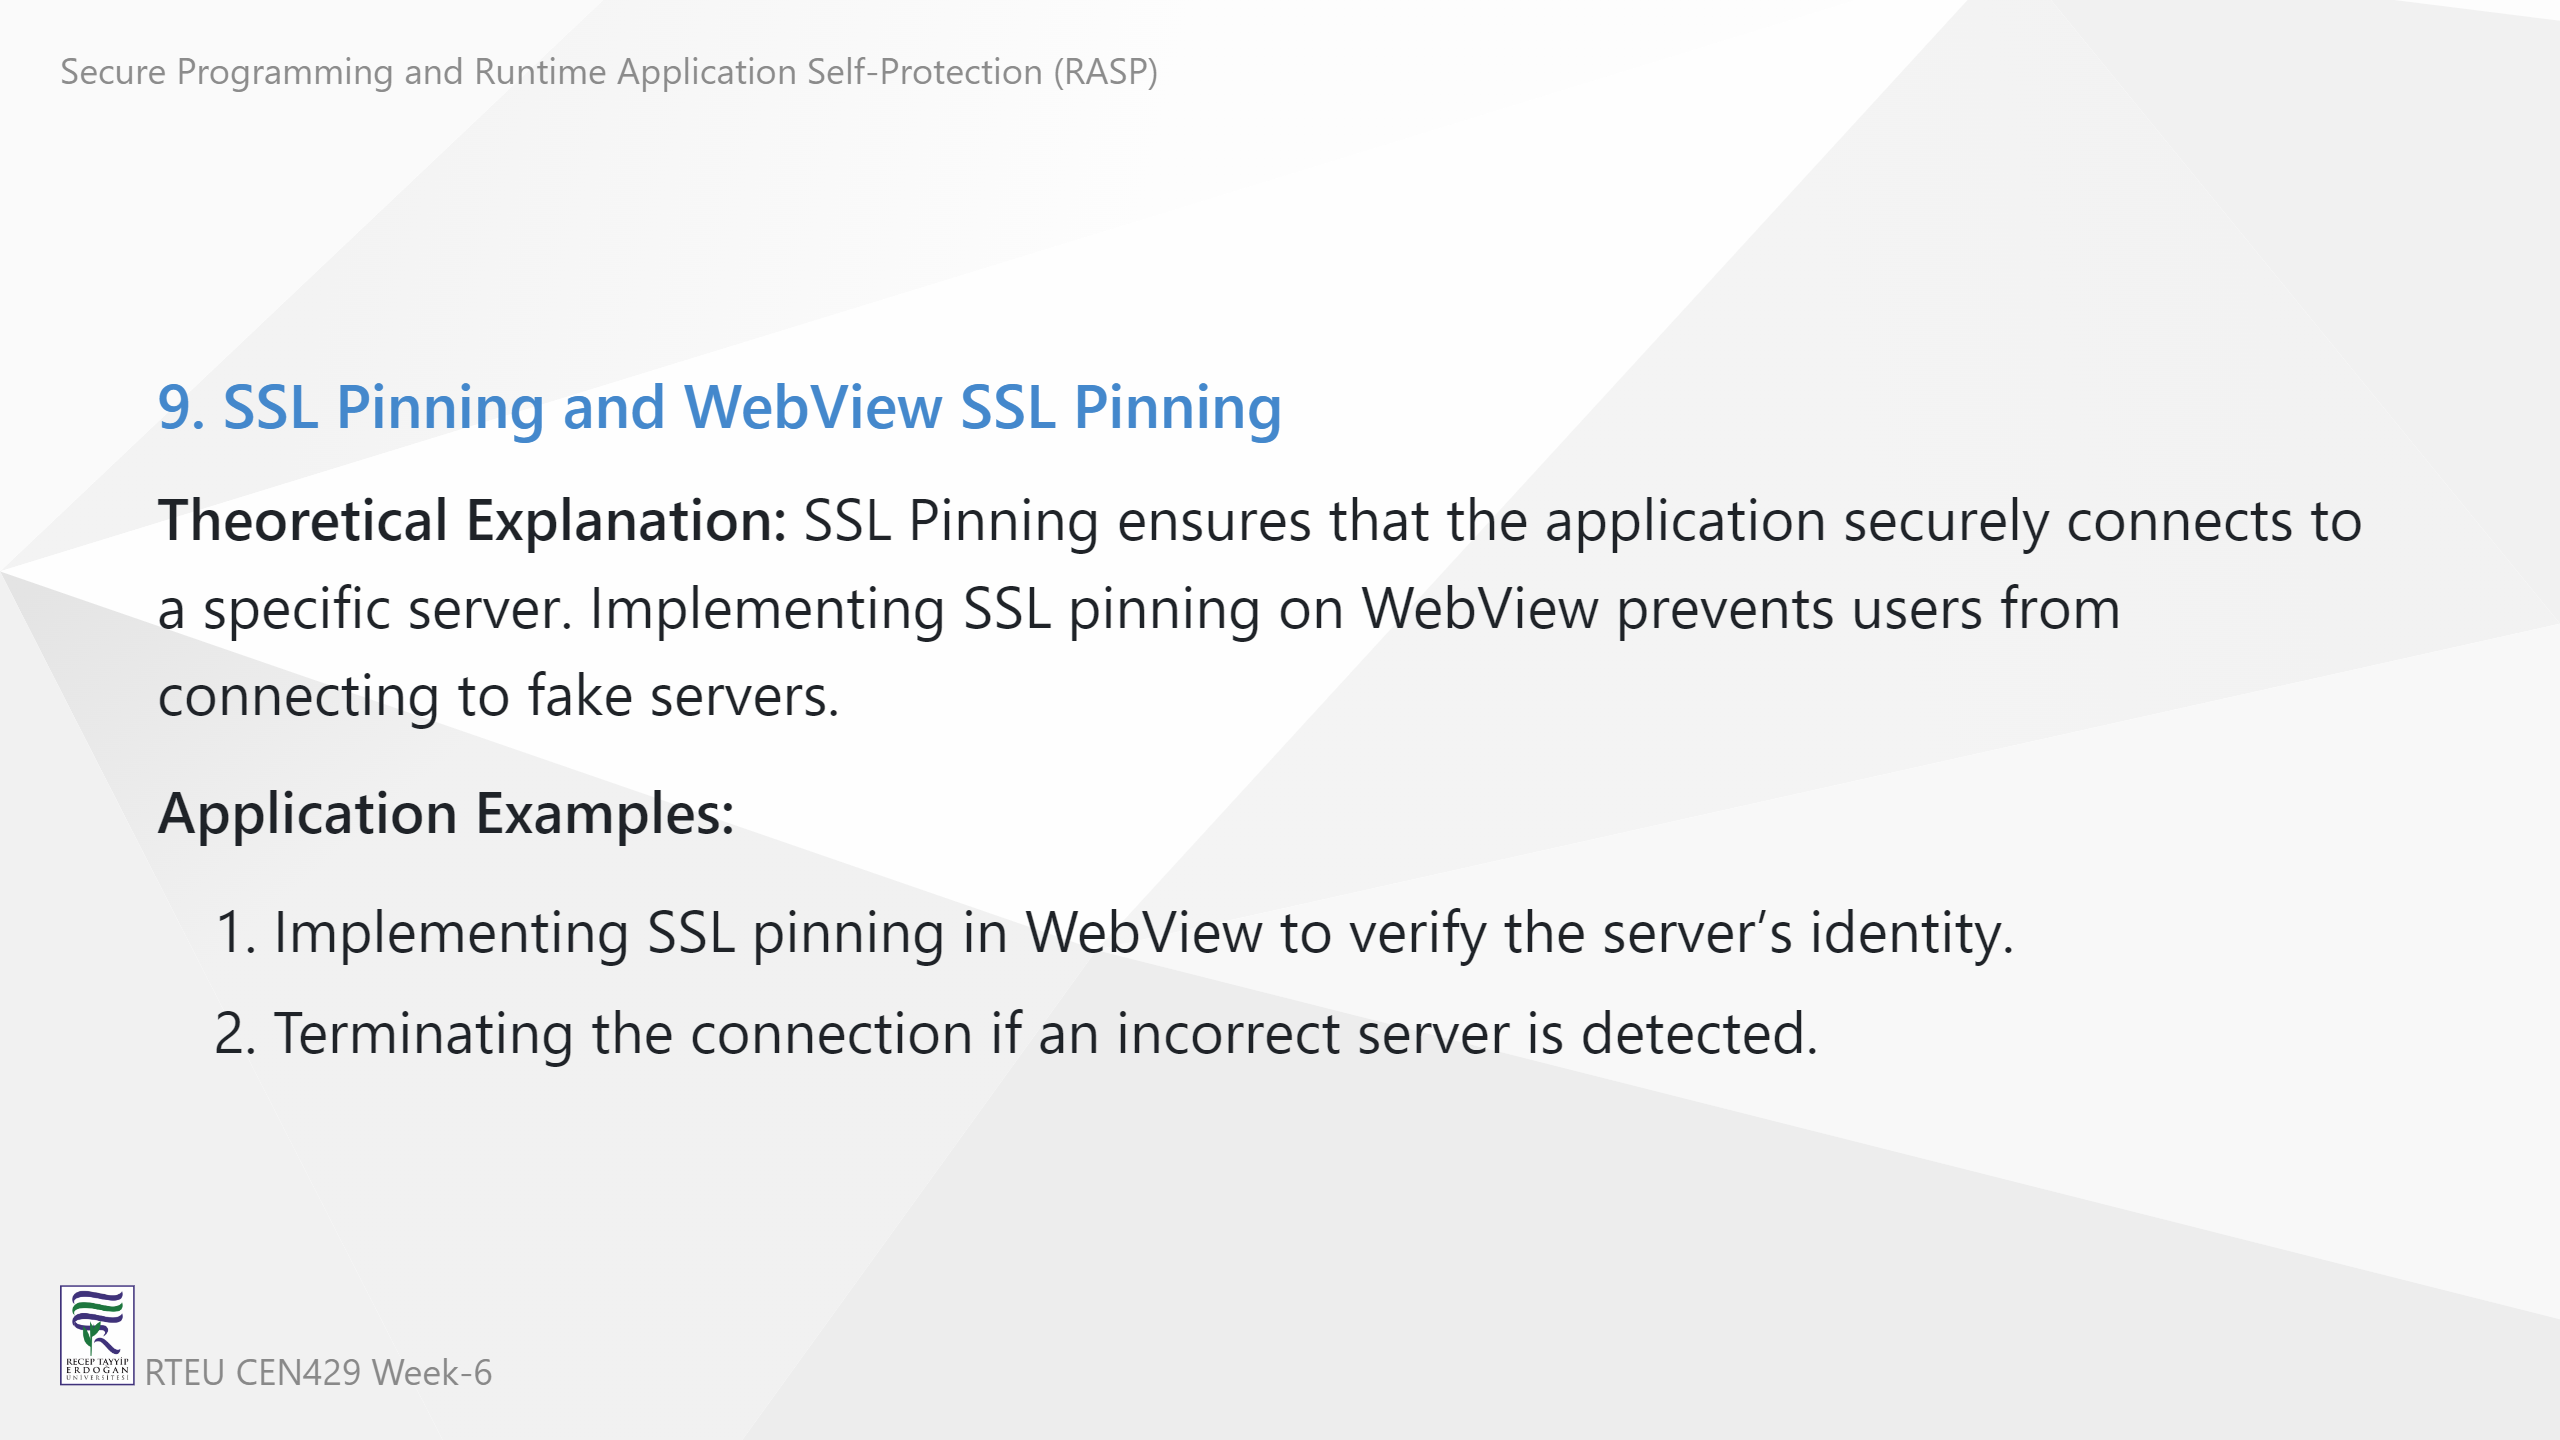 Secure Programming and Runtime Application Self-Protection (RASP)
9. SSL Pinning and WebView SSL Pinning
Theoretical Explanation: SSL Pinning ensures that the application securely connects to
a specific server. Implementing SSL pinning on WebView prevents users from
connecting to fake servers.
Application Examples:
1. Implementing SSL pinning in WebView to verify the server’s identity.
2. Terminating the connection if an incorrect server is detected.
RECEP TAYYİP
ERDOĞAN
ÜNİVERSİTESİ
RTEU CEN429 Week-6